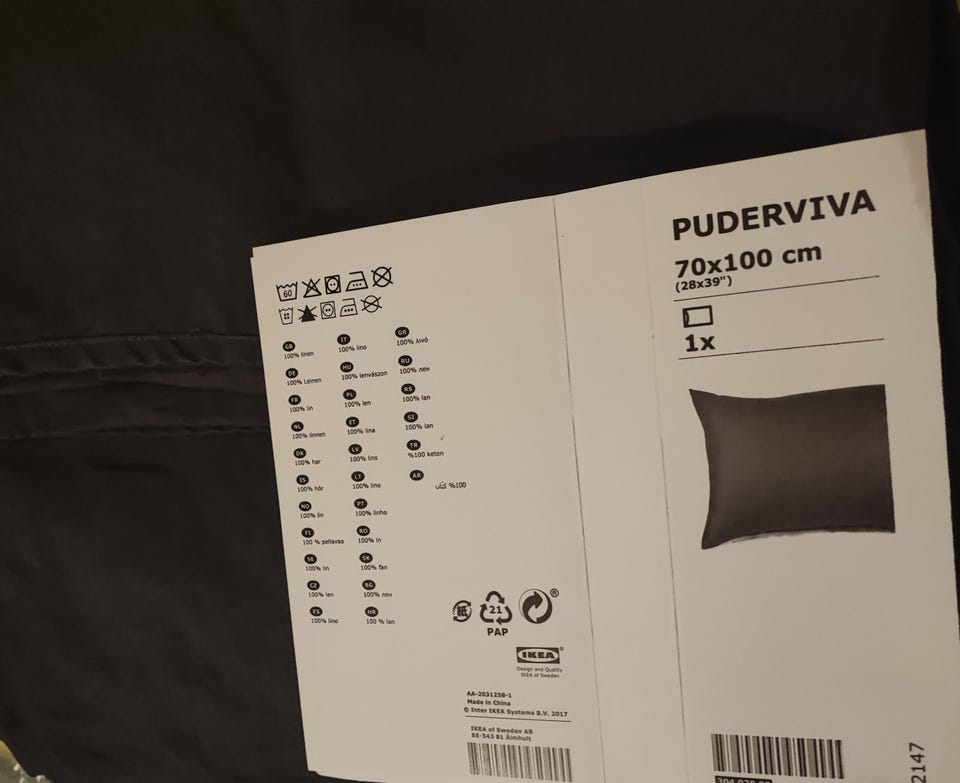 60
GB
100% linen
DE
100% Leinen
FR
100% lin
NL
100% linnen
DK
100% hør
IS
100% hör
NO
100% lin
FI
100 % pellavaa
SE
100% lin
CZ
100% len
ES
100% lino
IT
100% lino
HU
100% lenvászon
PL
100% len
ET
100% lina
LV
100% lins
LT
100% lino
PT
100% linho
RO
100% in
SK
100% ľan
BG
100% лен
HR
100 % lan
GR
100% λινό
RU
100% лен
RS
100% lan
SI
100% lan
TR
%100 keten
AR
%100 كتّان
紙
21
PAP
®
IKEA®
Design and Quality
IKEA of Sweden
AA-2031258-1
Made in China
© Inter IKEA Systems B.V. 2017
IKEA of Sweden AB
SE-343 81 Älmhult
PUDERVIVA
70x100 cm
(28x39")
1x
2147